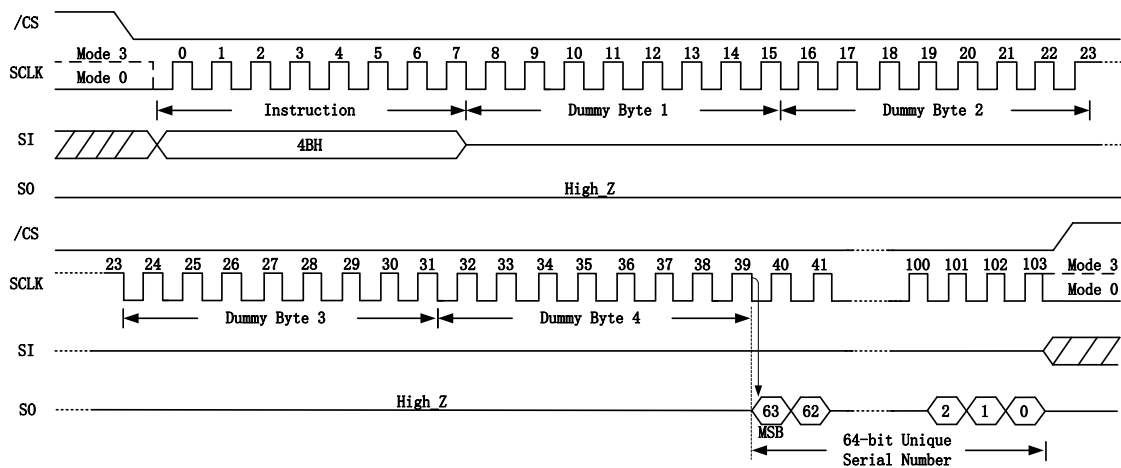 /CS
Mode 3 0 1 2 3 4 5 6 7 8 9 10 11 12 13 14 15 16 17 18 19 20 21 22 23
SCLK
Mode 0
Instruction Dummy Byte 1 Dummy Byte 2
SI 4BH
SO High_Z
/CS
23 24 25 26 27 28 29 30 31 32 33 34 35 36 37 38 39 40 41 100 101 102 103 Mode 3
SCLK
Mode 0
Dummy Byte 3 Dummy Byte 4
SI
High_Z
SO 63 62 2 1 0
MSB
64-bit Unique
Serial Number